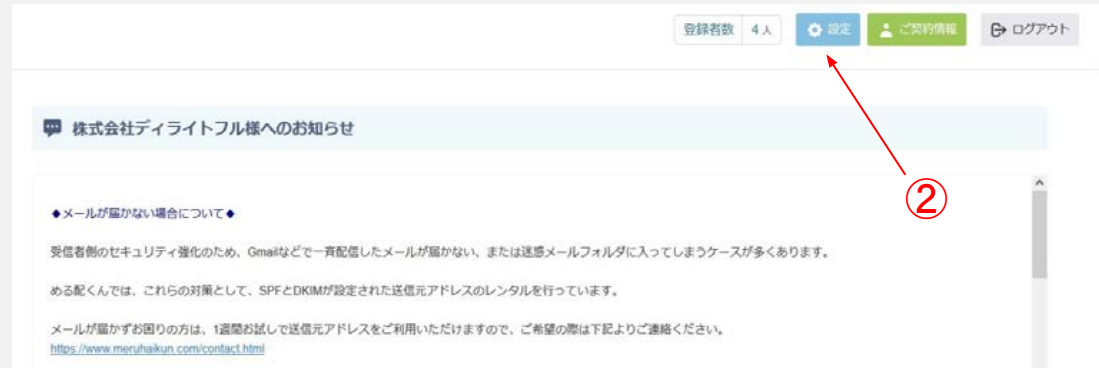 登録者数 4人 設定 ご契約情報 ログアウト
株式会社ディライトフル様へのお知らせ
②
◆メールが届かない場合について◆
受信者側のセキュリティ強化のため、Gmailなどで一斉配信したメールが届かない、または迷惑メールフォルダに入ってしまうケースが多くあります。
める配くんでは、これらの対策として、SPFとDKIMが設定された送信元アドレスのレンタルを行っています。
メールが届かずお困りの方は、1週間お試しで送信元アドレスをご利用いただけますので、ご希望の際は下記よりご連絡ください。
https://www.meruhaikun.com/contact.html